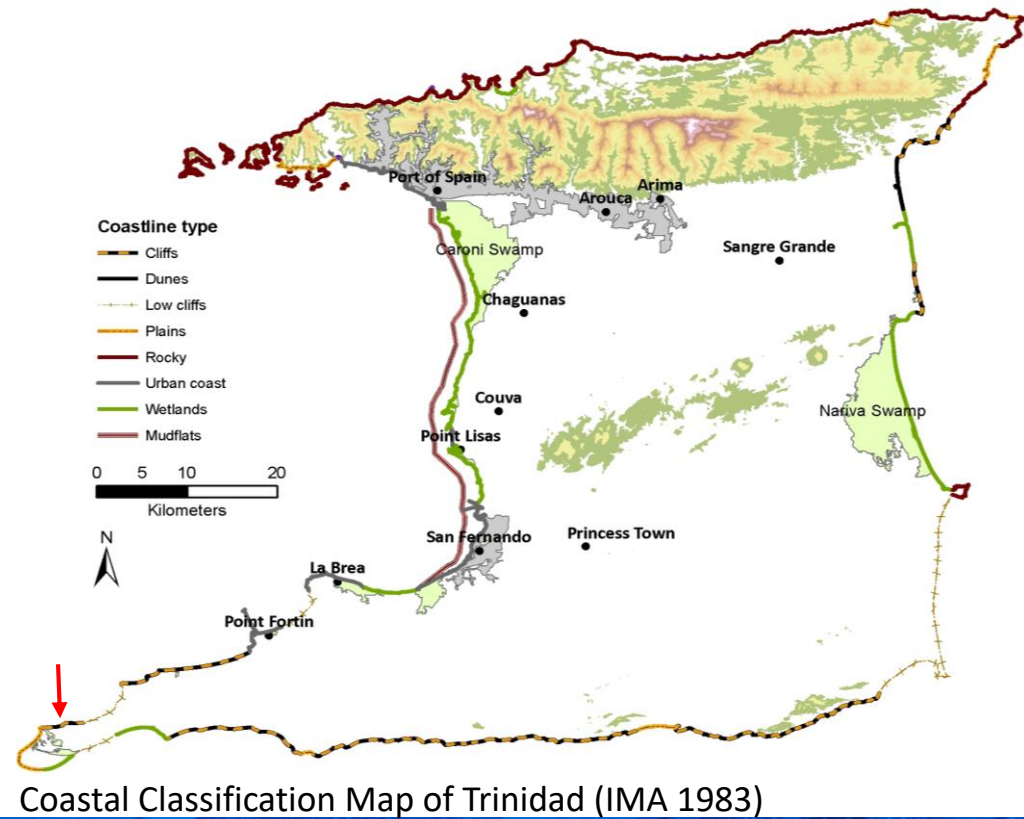 Port of Spain
Arima
Arouca
Coastline type
Caroni Swamp
Sangre Grande
Cliffs
Dunes
Low cliffs
Chaguanas
Plains
Rocky
Urban coast
Couva
Wetlands
Nariva Swamp
Mudflats
Point Lisas
0 5 10 20
Kilometers
N
San Fernando
Princess Town
La Brea
Point Fortin
Coastal Classification Map of Trinidad (IMA 1983)